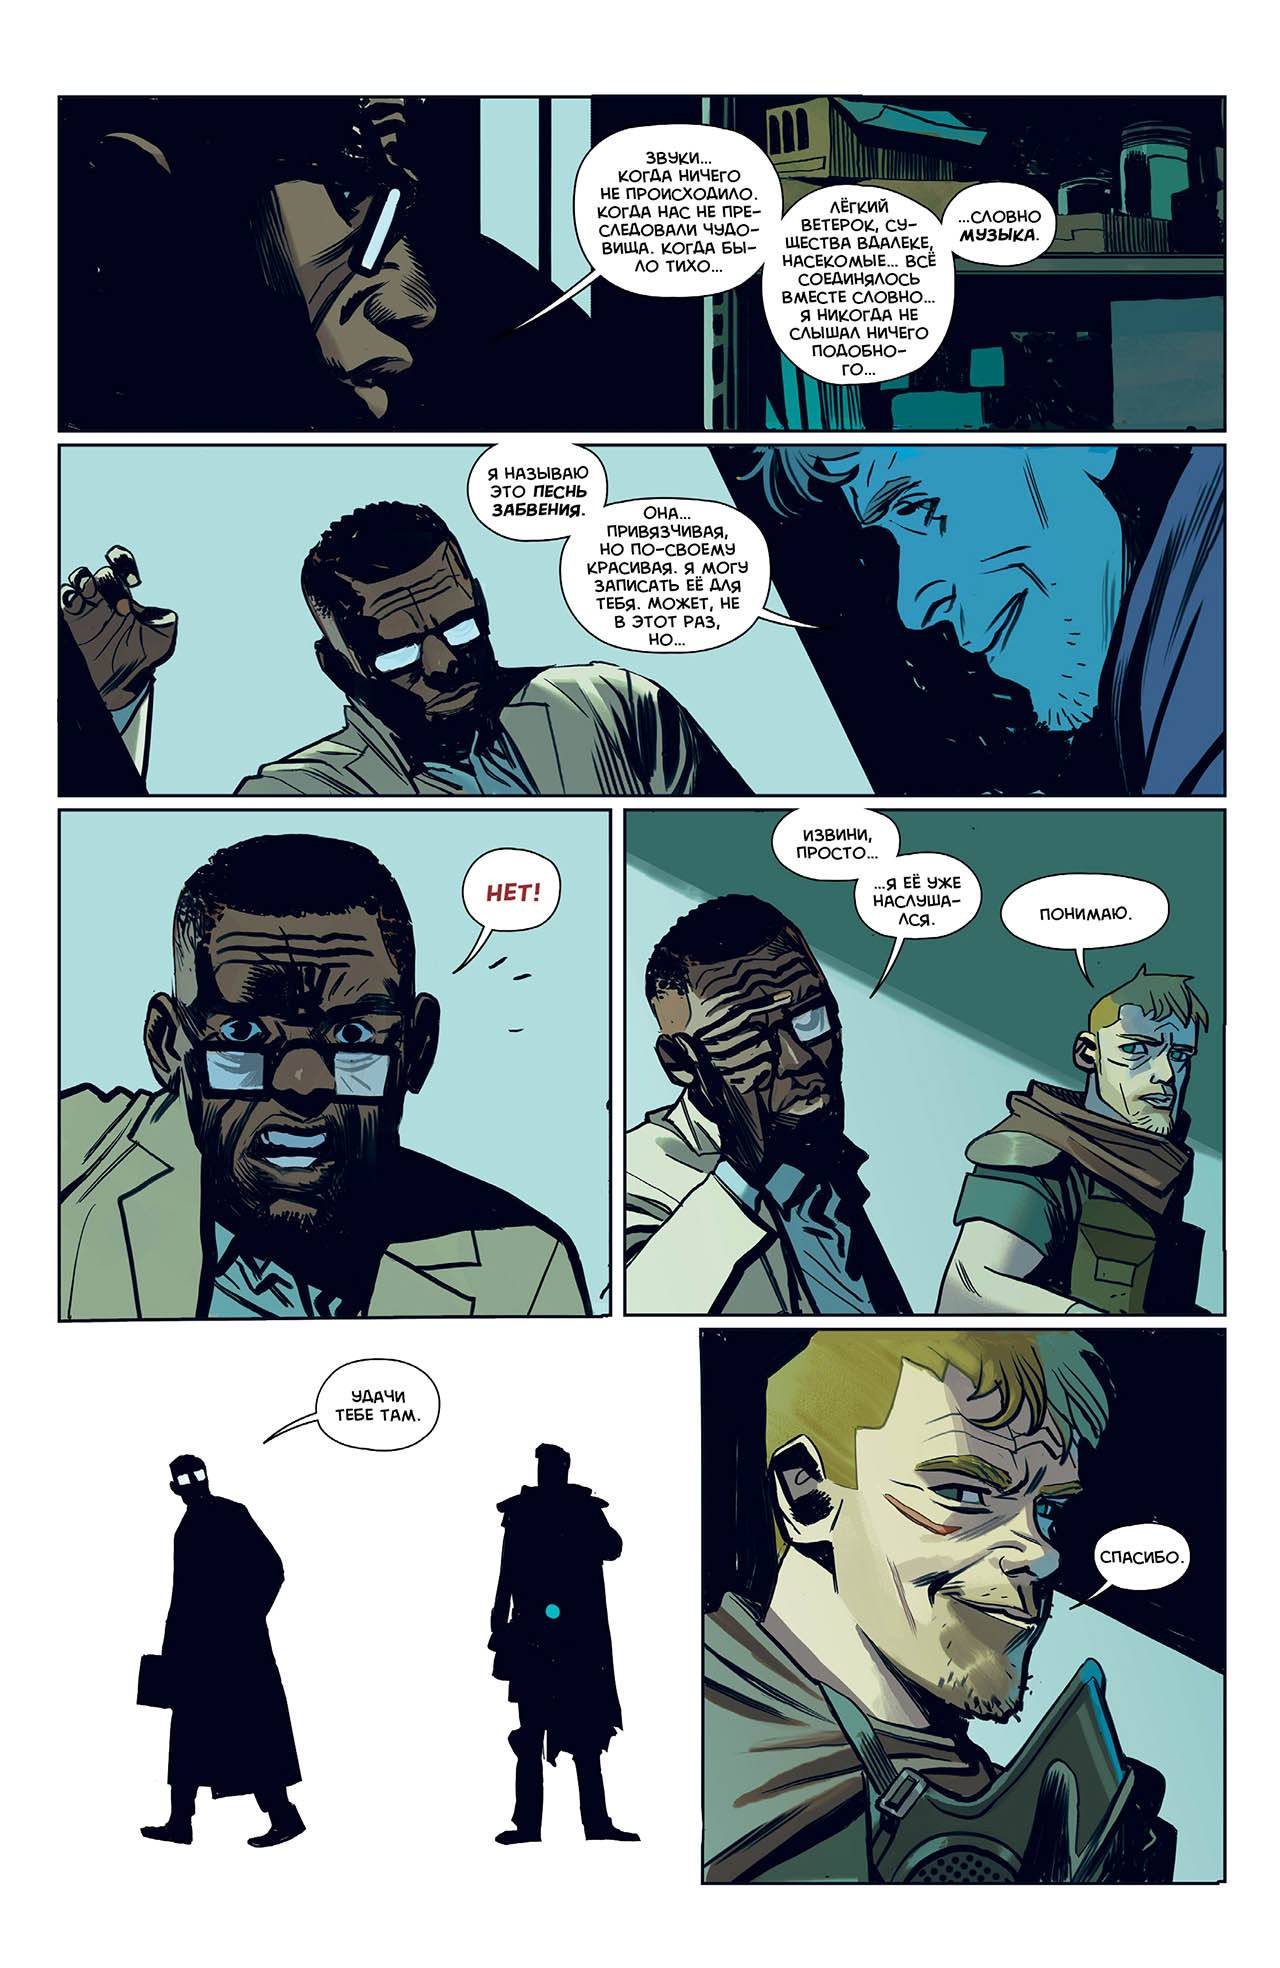 ЗВУКИ...
КОГДА НИЧЕГО
НЕ ПРОИСХОДИЛО.
КОГДА НАС НЕ ПРЕ-
СЛЕДОВАЛИ ЧУДО-
ВИЩА. КОГДА БЫ-
ЛО ТИХО...
ЛЁГКИЙ
ВЕТЕРОК, СУ-
ЩЕСТВА ВДАЛЕКЕ,
НАСЕКОМЫЕ... ВСЁ
СОЕДИНЯЛОСЬ
ВМЕСТЕ СЛОВНО...
Я НИКОГДА НЕ
СЛЫШАЛ НИЧЕГО
ПОДОБНО-
ГО...
...СЛОВНО
МУЗЫКА.
Я НАЗЫВАЮ
ЭТО ПЕСНЬ
ЗАБВЕНИЯ.
ОНА...
ПРИВЯЗЧИВАЯ,
НО ПО-СВОЕМУ
КРАСИВАЯ. Я МОГУ
ЗАПИСАТЬ ЕЁ ДЛЯ
ТЕБЯ. МОЖЕТ, НЕ
В ЭТОТ РАЗ,
НО...
НЕТ!
ИЗВИНИ,
ПРОСТО...
...Я ЕЁ УЖЕ
НАСЛУША-
ЛСЯ.
ПОНИМАЮ.
УДАЧИ
ТЕБЕ ТАМ.
СПАСИБО.